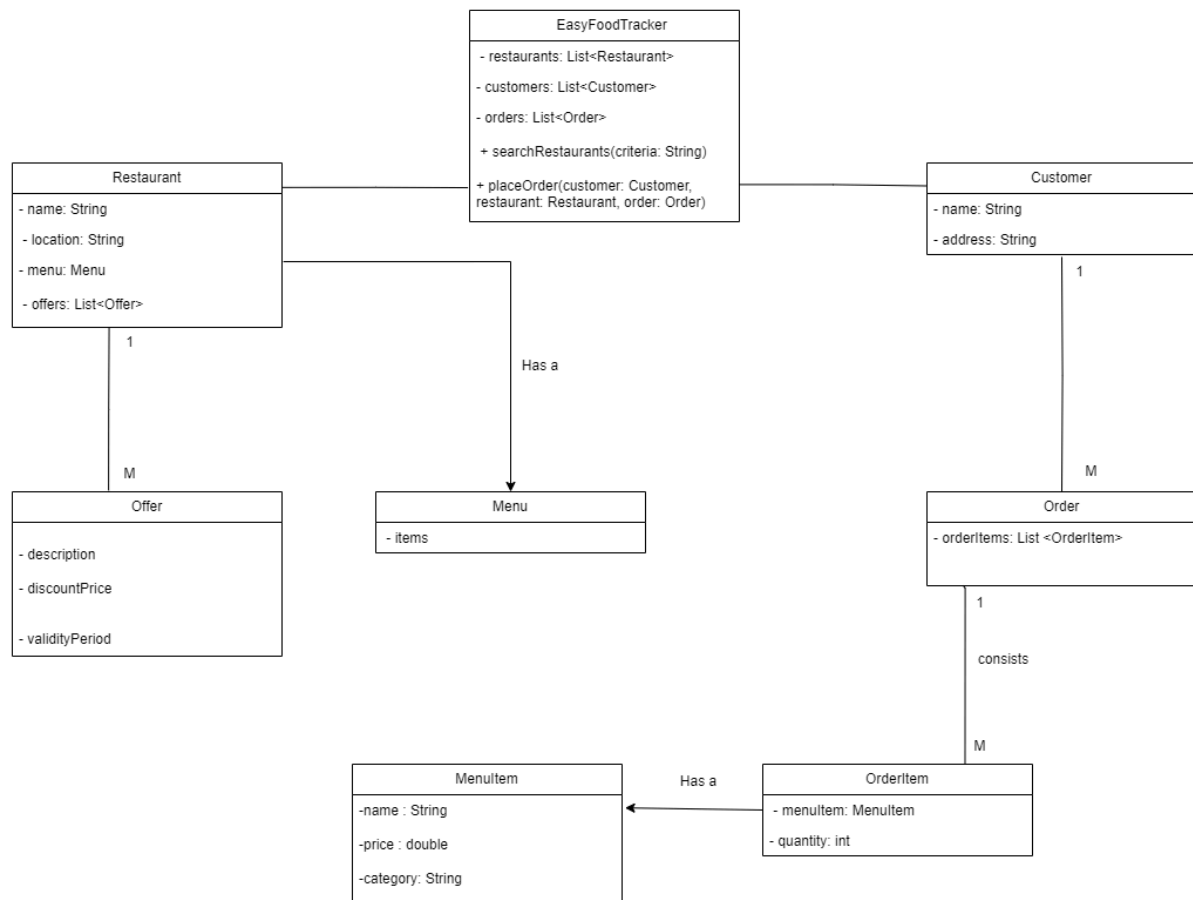 EasyFoodTracker
- restaurants: List<Restaurant>
- customers: List<Customer>
- orders: List<Order>
+ searchRestaurants(criteria: String)
+ placeOrder(customer: Customer,
restaurant: Restaurant, order: Order)
Restaurant
- name: String
- location: String
- menu: Menu
- offers: List<Offer>
Customer
- name: String
- address: String
1
1
Has a
M
M
Offer
- description
- discountPrice
- validityPeriod
Menu
- items
Order
- orderItems: List <OrderItem>
1
consists
M
MenuItem
-name : String
-price : double
-category: String
Has a
OrderItem
- menuItem: MenuItem
- quantity: int